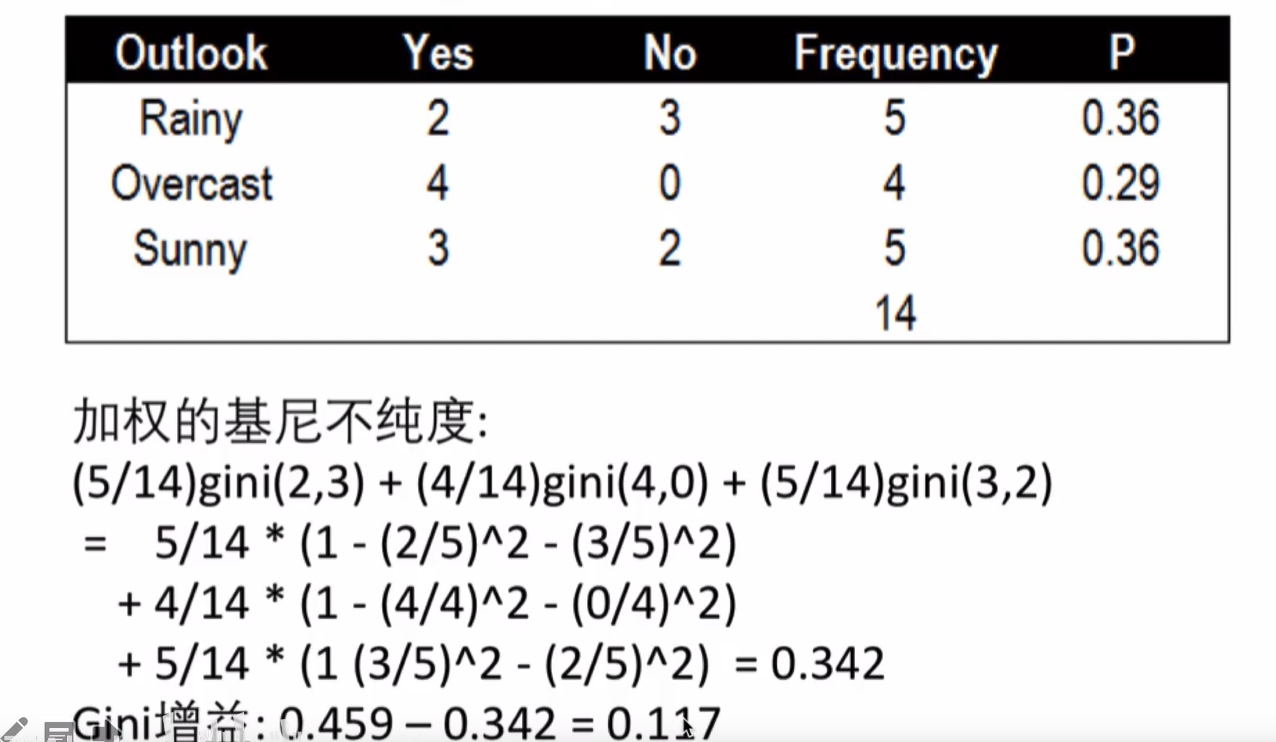 Outlook Yes No Frequency P
Rainy 2 3 5 0.36
Overcast 4 0 4 0.29
Sunny 3 2 5 0.36
14
加权的基尼不纯度:
(5/14)gini(2,3) + (4/14)gini(4,0) + (5/14)gini(3,2)
= 5/14 * (1 - (2/5)^2 - (3/5)^2)
+ 4/14 * (1 - (4/4)^2 - (0/4)^2)
+ 5/14 * (1 (3/5)^2 - (2/5)^2) = 0.342
Gini增益: 0.459 – 0.342 = 0.117